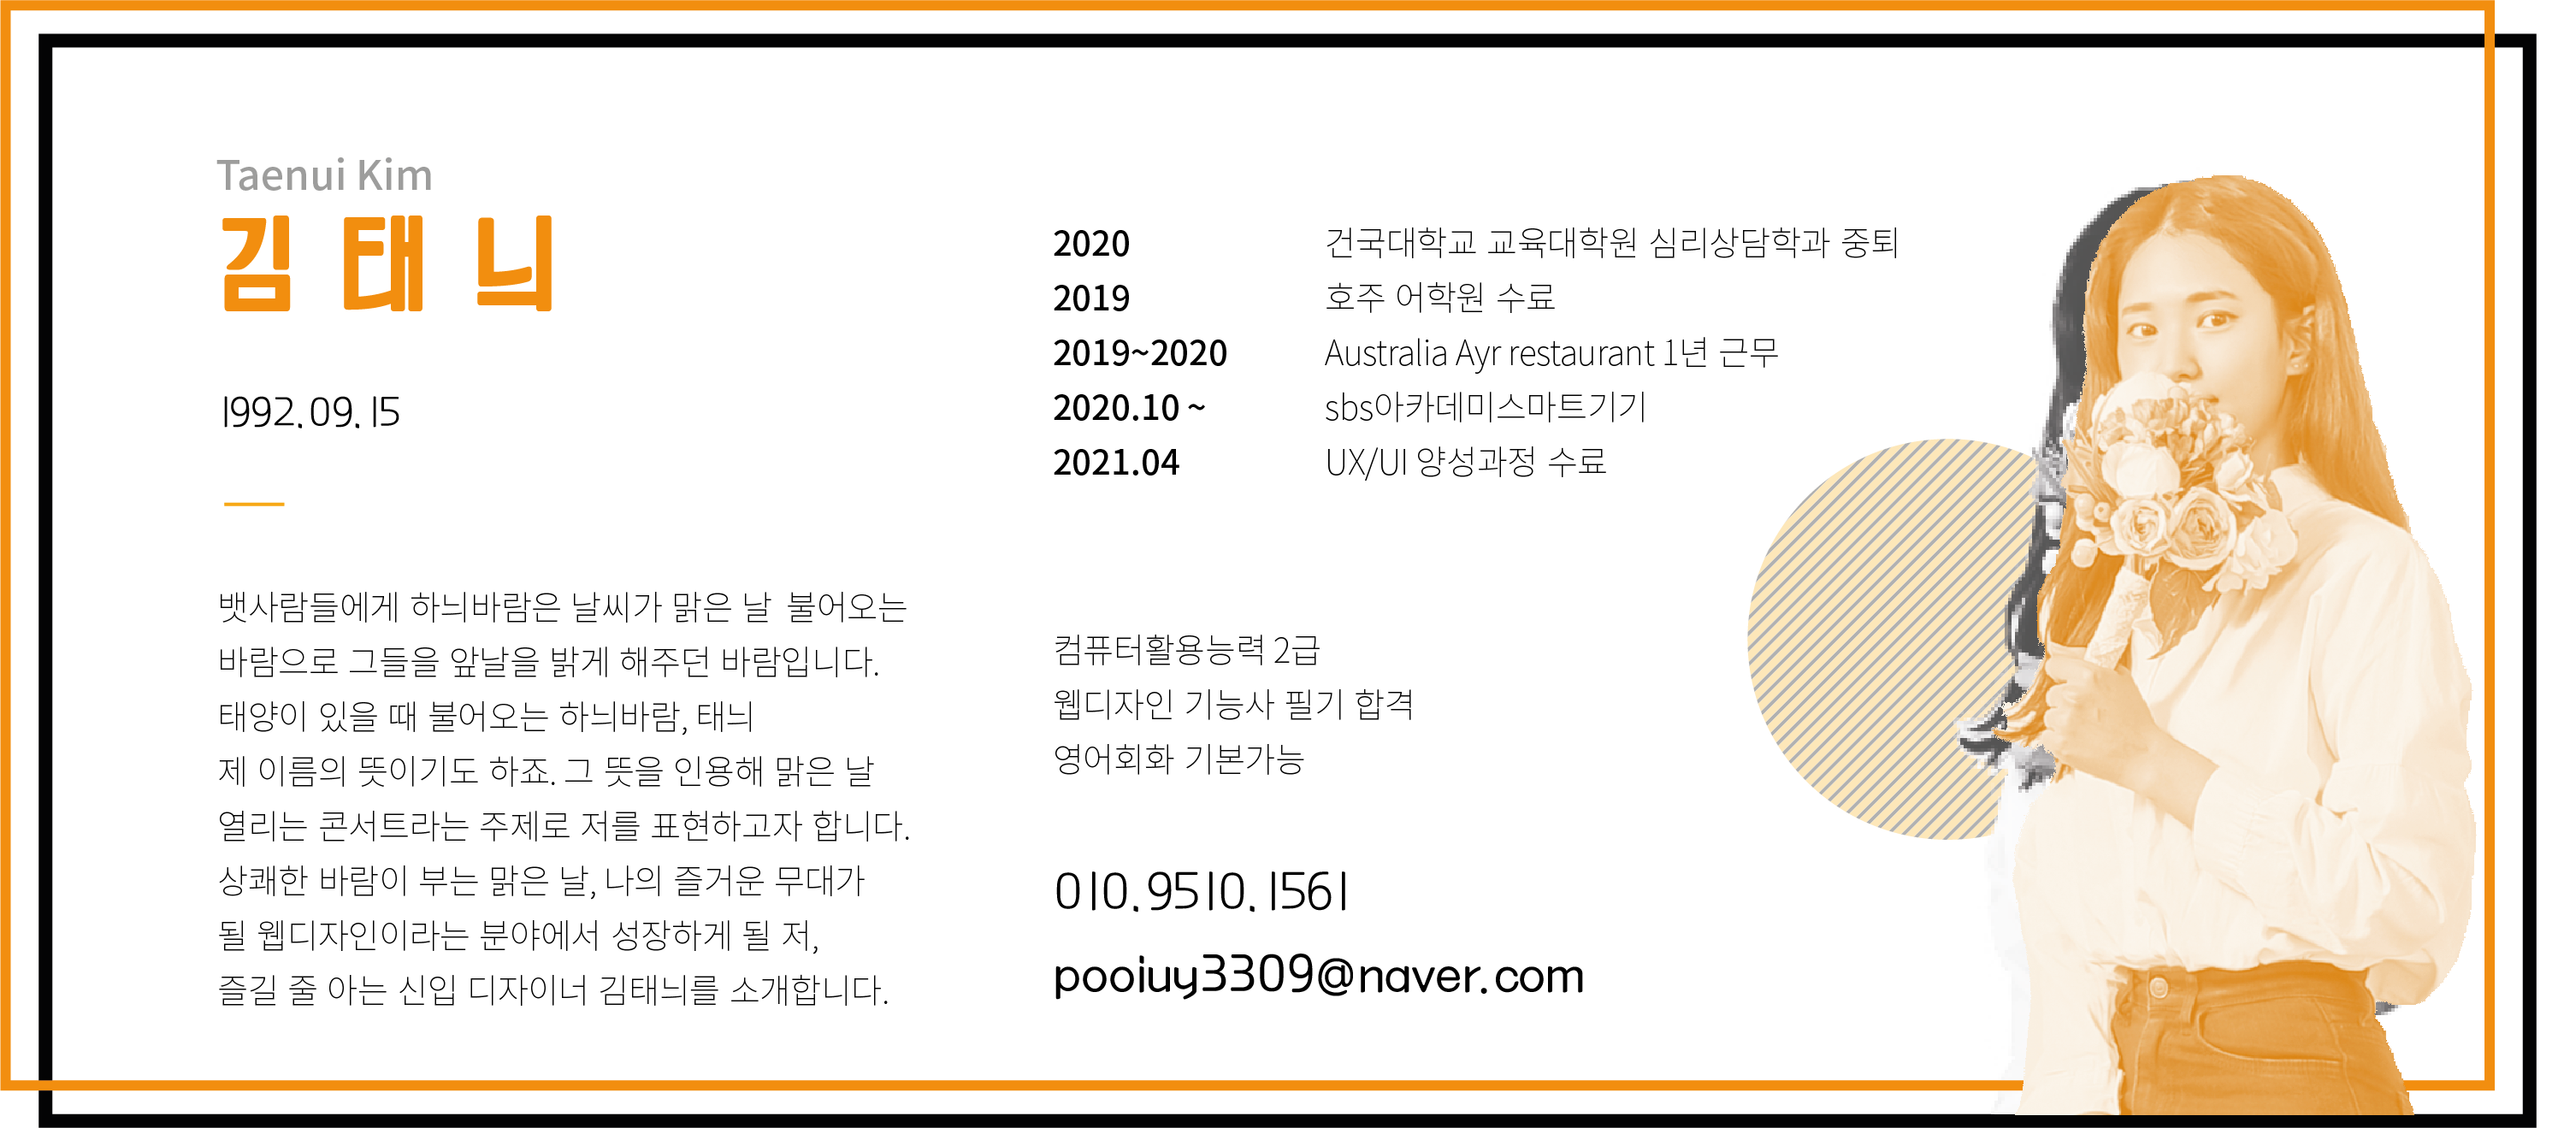 Taenui Kim
김태늬
1992.09.15
뱃사람들에게 하늬바람은 날씨가 맑은 날 불어오는
바람으로 그들을 앞날을 밝게 해주던 바람입니다.
태양이 있을 때 불어오는 하늬바람, 태늬
제 이름의 뜻이기도 하죠. 그 뜻을 인용해 맑은 날
열리는 콘서트라는 주제로 저를 표현하고자 합니다.
상쾌한 바람이 부는 맑은 날, 나의 즐거운 무대가
될 웹디자인이라는 분야에서 성장하게 될 저,
즐길 줄 아는 신입 디자이너 김태늬를 소개합니다.
2020 건국대학교 교육대학원 심리상담학과 중퇴
2019 호주 어학원 수료
2019~2020 Australia Ayr restaurant 1년 근무
2020.10 ~ sbs아카데미스마트기기
2021.04 UX/UI 양성과정 수료
컴퓨터활용능력 2급
웹디자인 기능사 필기 합격
영어회화 기본가능
010.9510.1561
pooiuy3309@naver.com